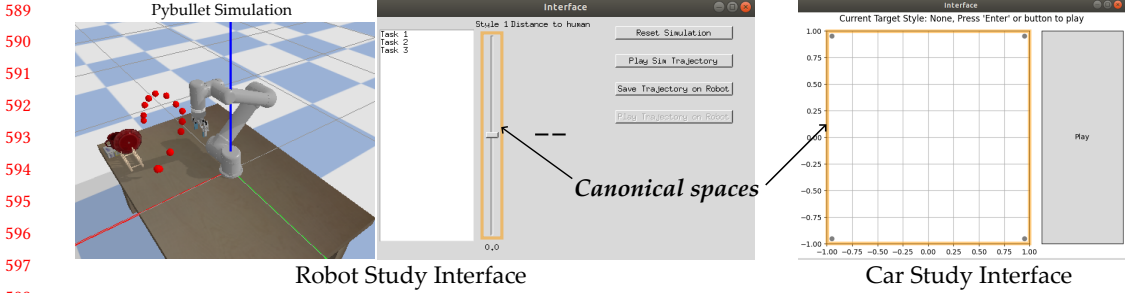 589
590
591
592
593
594
595
596
597
Pybullet Simulation
Interface
Style 1 Distance to human
Task 1
Task 2
Task 3
0.0
Reset Simulation
Play Sim Trajectory
Save Trajectory on Robot
Play Trajectory on Robot
Canonical spaces
Robot Study Interface
Interface
Current Target Style: None, Press 'Enter' or button to play
1.00
0.75
0.50
0.25
0.00
−0.25
−0.50
−0.75
−1.00
−1.00 −0.75 −0.50 −0.25 0.00 0.25 0.50 0.75 1.00
Play
Car Study Interface